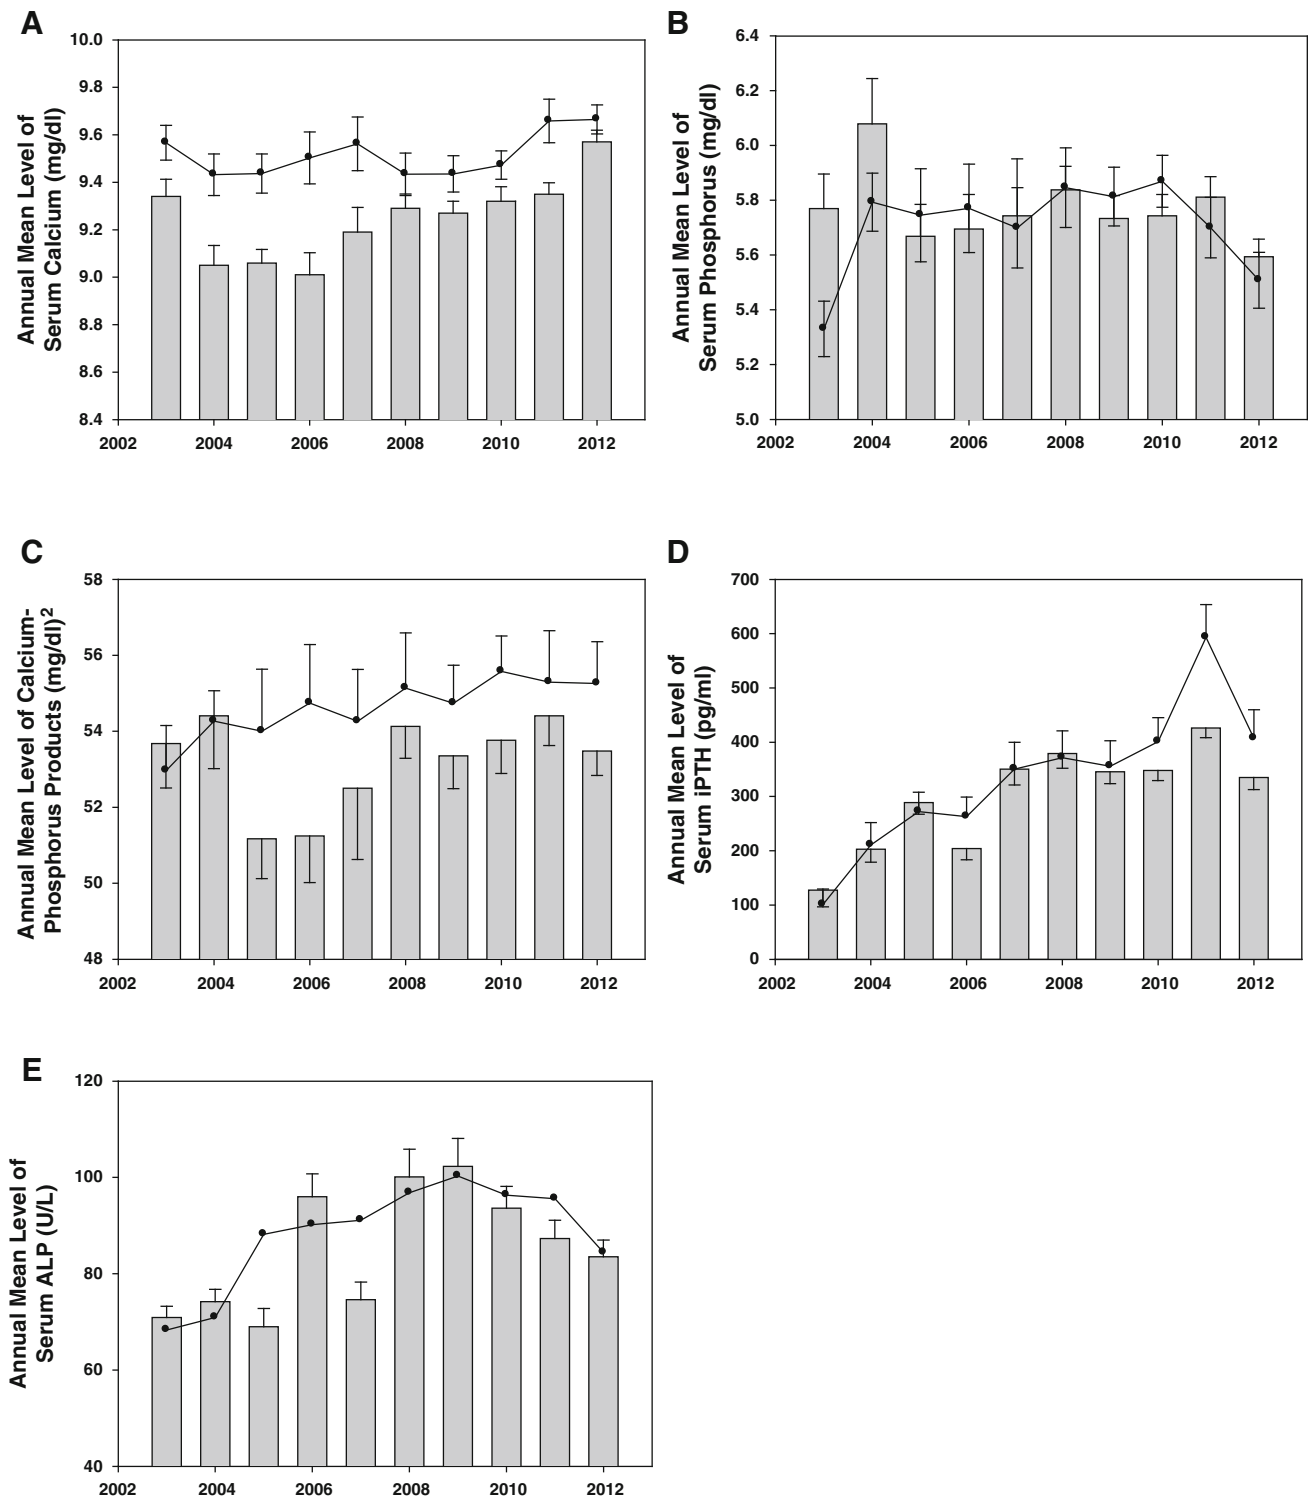 A
Annual Mean Level of
Serum Calcium (mg/dl)
10.0
9.8
9.6
9.4
9.2
9.0
8.8
8.6
8.4
2002 2004 2006 2008 2010 2012
B
Annual Mean Level of
Serum Phosphorus (mg/dl)
6.4
6.2
6.0
5.8
5.6
5.4
5.2
5.0
2002 2004 2006 2008 2010 2012
C
Annual Mean Level of Calcium-
Phosphorus Products (mg/dl)²
58
56
54
52
50
48
2002 2004 2006 2008 2010 2012
D
Annual Mean Level of
Serum iPTH (pg/ml)
700
600
500
400
300
200
100
0
2002 2004 2006 2008 2010 2012
E
Annual Mean Level of
Serum ALP (U/L)
120
100
80
60
40
2002 2004 2006 2008 2010 2012